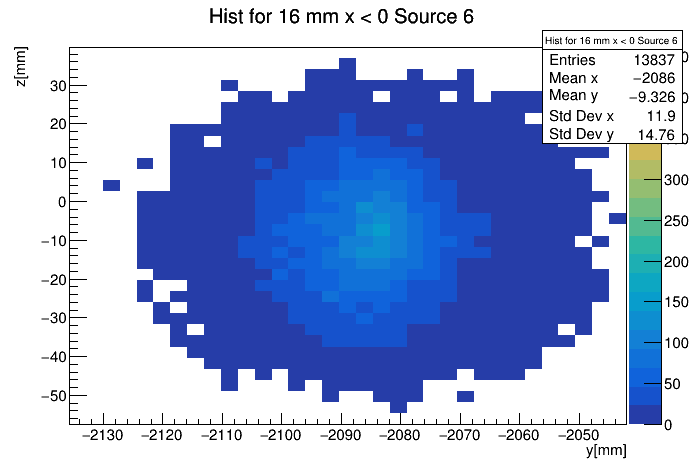 Hist for 16 mm x < 0 Source 6
z[mm]
Hist for 16 mm x < 0 Source 6
Entries 13837
Mean x −2086
Mean y −9.326
Std Dev x 11.9
Std Dev y 14.76
30
20
10
0
−10
−20
−30
−40
−50
300
250
200
150
100
50
0
−2130 −2120 −2110 −2100 −2090 −2080 −2070 −2060 −2050
y[mm]